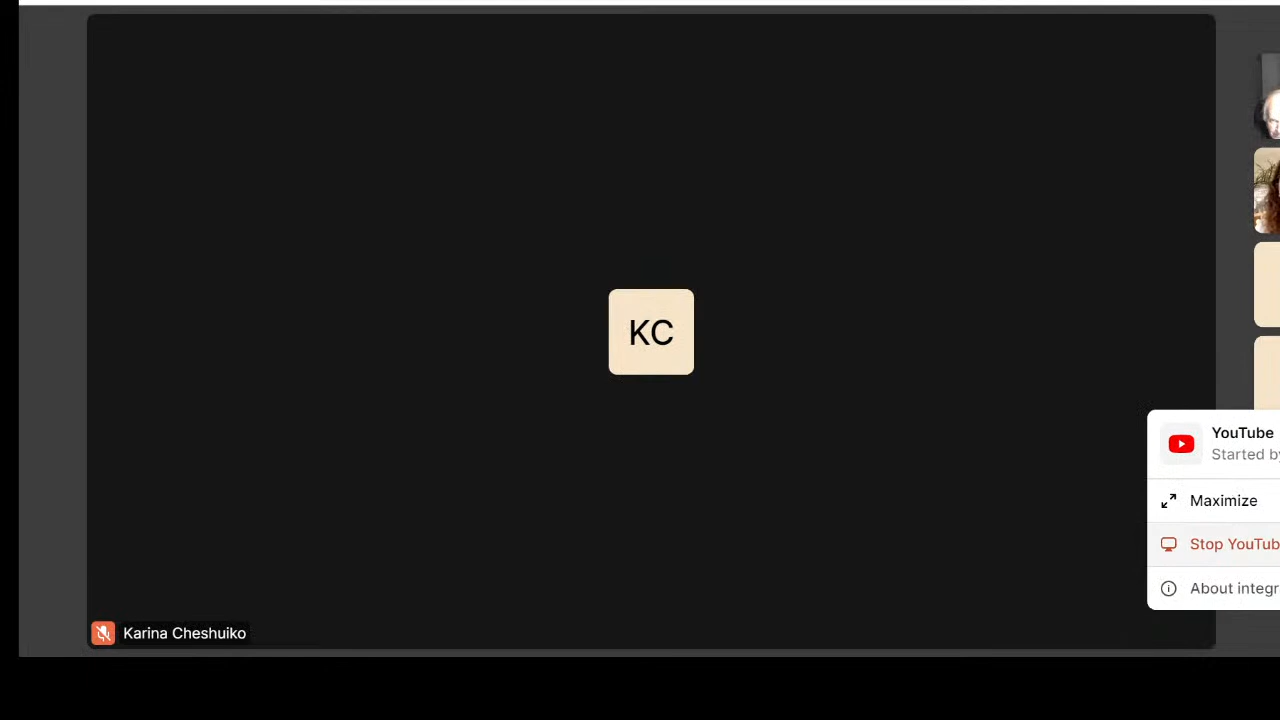 KC
YouTube
Started by
Maximize
Stop YouTub
About integr
Karina Cheshuiko